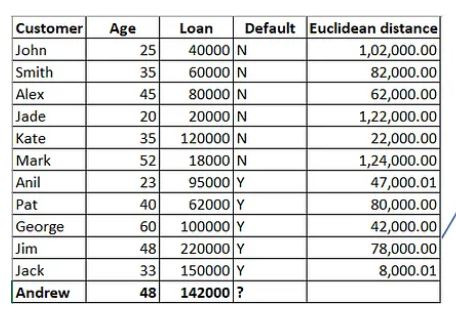 Customer Age Loan Default Euclidean distance
John 25 40000 N 1,02,000.00
Smith 35 60000 N 82,000.00
Alex 45 80000 N 62,000.00
Jade 20 20000 N 1,22,000.00
Kate 35 120000 N 22,000.00
Mark 52 18000 N 1,24,000.00
Anil 23 95000 Y 47,000.01
Pat 40 62000 Y 80,000.00
George 60 100000 Y 42,000.00
Jim 48 220000 Y 78,000.00
Jack 33 150000 Y 8,000.01
Andrew 48 142000 ?